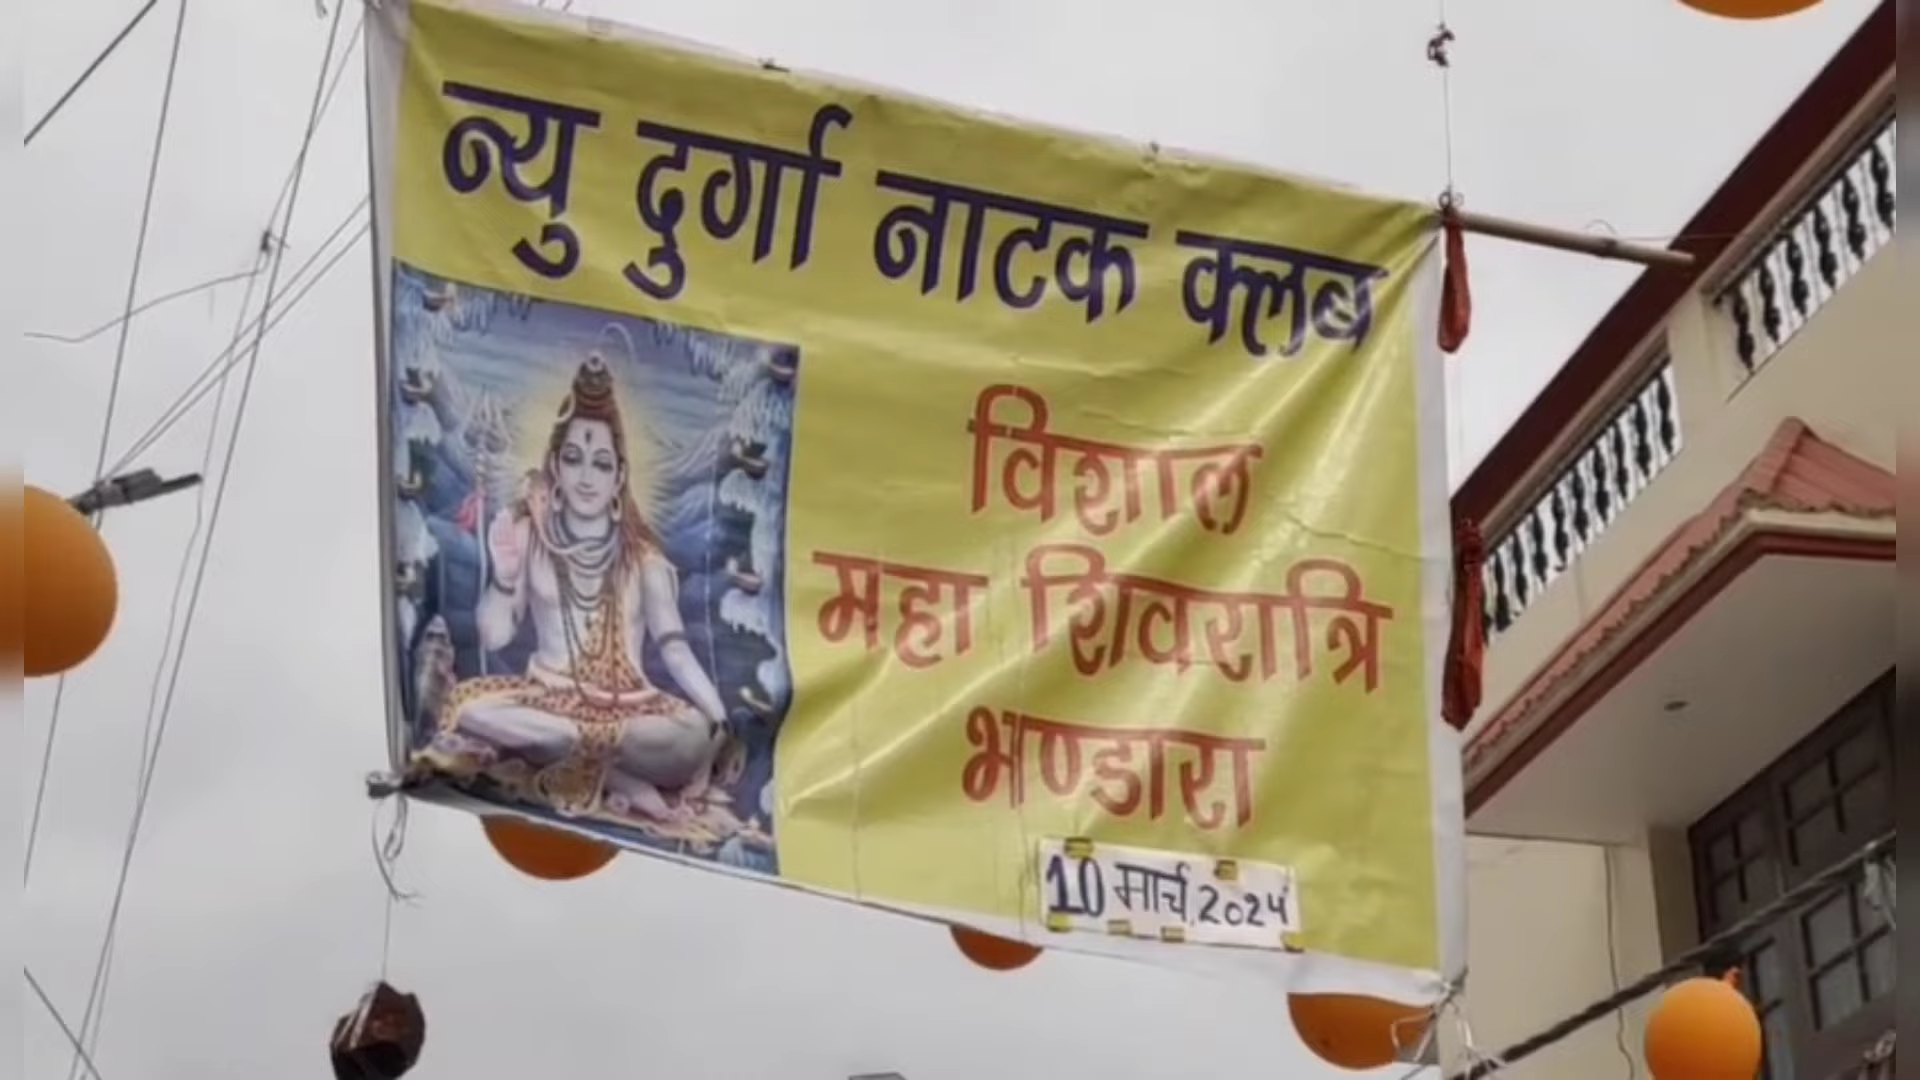 न्यु दुर्गा नाटक क्लब
विशाल
महा शिवरात्रि
भण्डारा
10 मार्च, 2024